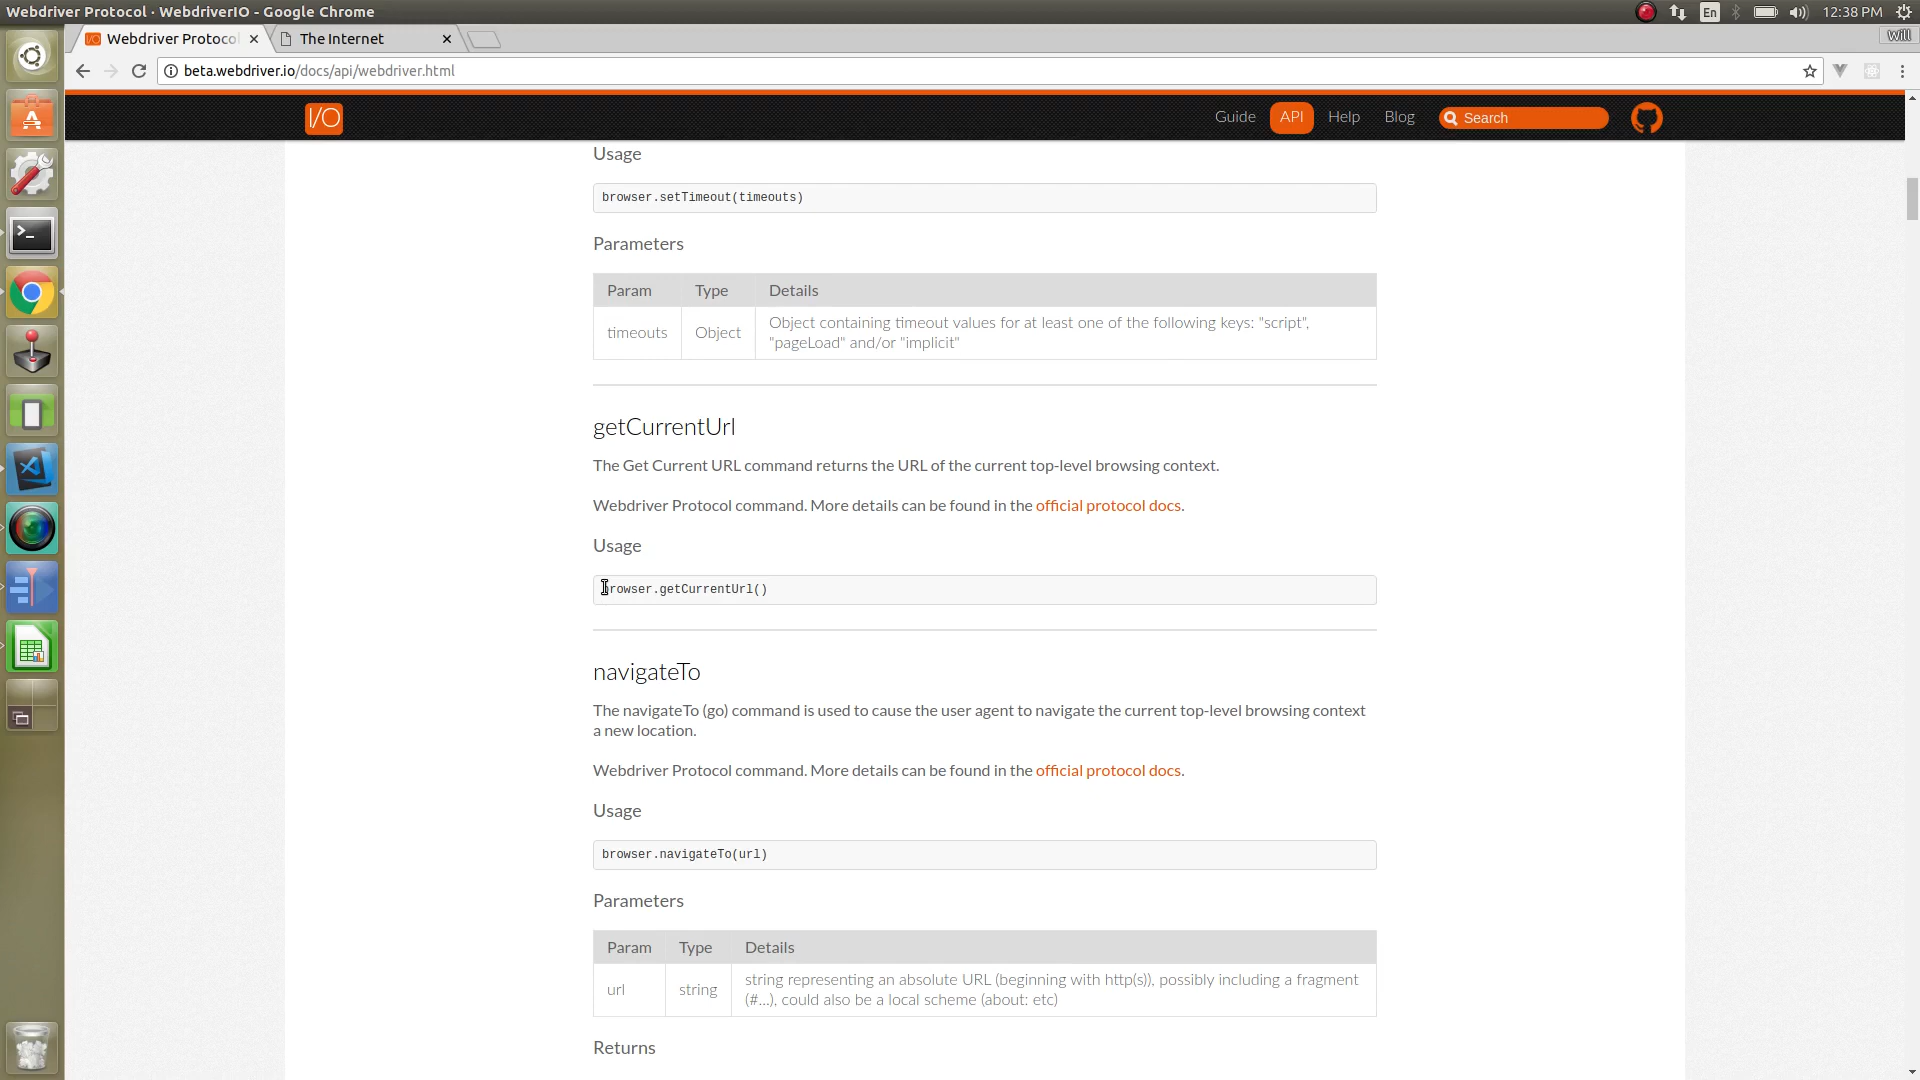 Webdriver Protocol · WebdriverIO - Google Chrome
En
12:38 PM
Webdriver Protocol
The Internet
Will
beta.webdriver.io/docs/api/webdriver.html
I/O
Guide
API
Help
Blog
Search
Usage
browser.setTimeout(timeouts)
Parameters
Param Type Details
timeouts Object Object containing timeout values for at least one of the following keys: "script",
"pageLoad" and/or "implicit"
getCurrentUrl
The Get Current URL command returns the URL of the current top-level browsing context.
Webdriver Protocol command. More details can be found in the official protocol docs.
Usage
browser.getCurrentUrl()
navigateTo
The navigateTo (go) command is used to cause the user agent to navigate the current top-level browsing context
a new location.
Webdriver Protocol command. More details can be found in the official protocol docs.
Usage
browser.navigateTo(url)
Parameters
Param Type Details
url string string representing an absolute URL (beginning with http(s)), possibly including a fragment
(#...), could also be a local scheme (about: etc)
Returns